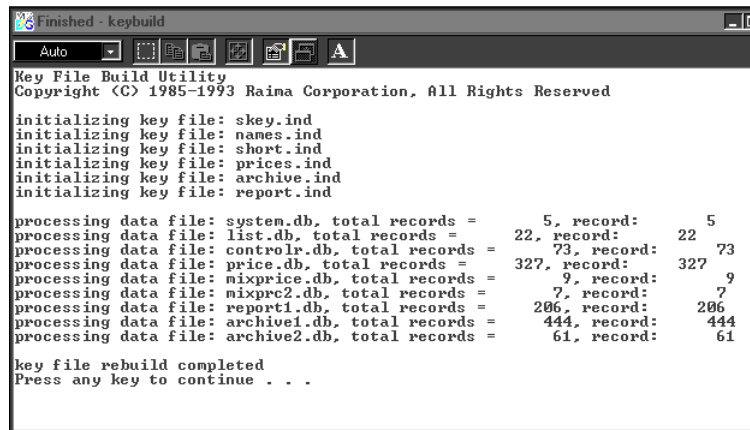 Finished - keybuild
Auto
A
Key File Build Utility
Copyright (C) 1985-1993 Raima Corporation, All Rights Reserved
initializing key file: skey.ind
initializing key file: names.ind
initializing key file: short.ind
initializing key file: prices.ind
initializing key file: archive.ind
initializing key file: report.ind
processing data file: system.db, total records = 5, record: 5
processing data file: list.db, total records = 22, record: 22
processing data file: controlr.db, total records = 73, record: 73
processing data file: price.db, total records = 327, record: 327
processing data file: mixprice.db, total records = 9, record: 9
processing data file: mixprc2.db, total records = 7, record: 7
processing data file: report1.db, total records = 206, record: 206
processing data file: archive1.db, total records = 444, record: 444
processing data file: archive2.db, total records = 61, record: 61
key file rebuild completed
Press any key to continue . . .